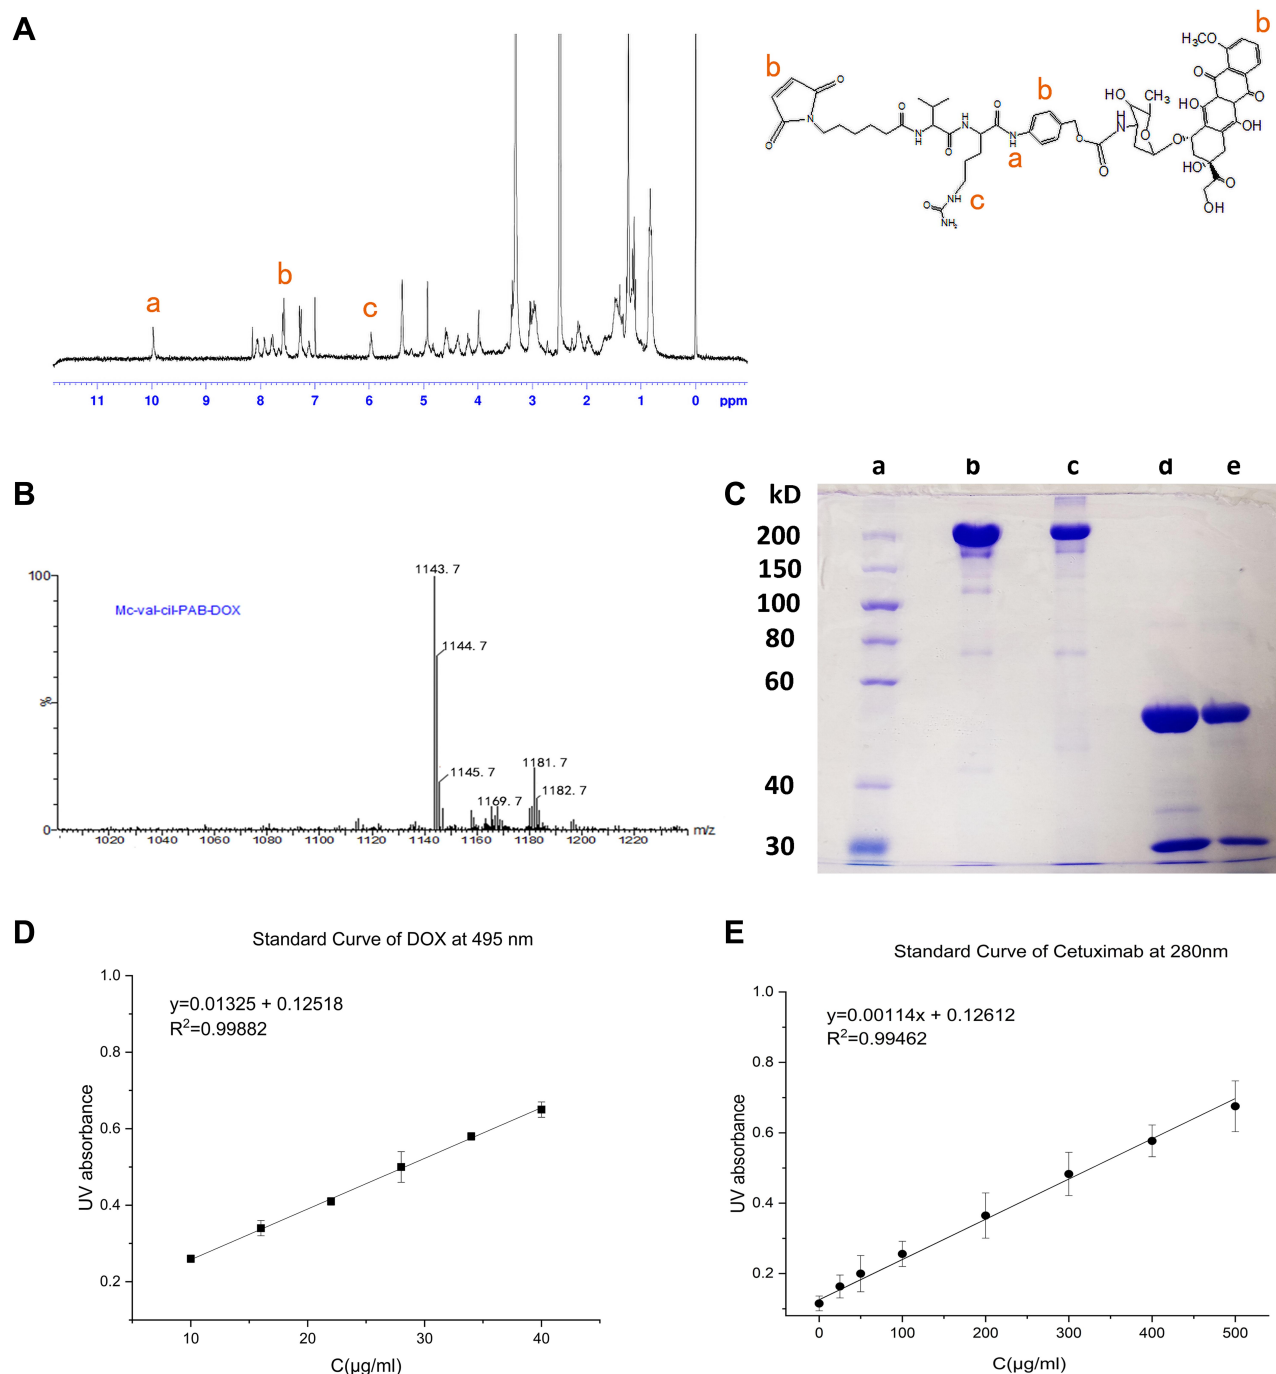 A
a
b
c
11 10 9 8 7 6 5 4 3 2 1 0 ppm
b
b
b
a
c
H₃CO
O
O
OH
HO
HO
HO
CH₃
O
O
OH
O
N
O
O
O
N
H
O
H
N
O
N
H
O
O
H
N
O
NH
O
NH₂
B
100
%
0
Mc-val-cil-PAB-DOX
1143.7
1144.7
1145.7
1169.7
1181.7
1182.7
1020 1040 1060 1080 1100 1120 1140 1160 1180 1200 1220 m/z
C
a b c d e
kD
200
150
100
80
60
40
30
D
Standard Curve of DOX at 495 nm
y=0.01325 + 0.12518
R²=0.99882
1.0
0.8
0.6
0.4
0.2
UV absorbance
10 20 30 40
C(µg/ml)
E
Standard Curve of Cetuximab at 280nm
y=0.00114x + 0.12612
R²=0.99462
1.0
0.8
0.6
0.4
0.2
UV absorbance
0 100 200 300 400 500
C(µg/ml)